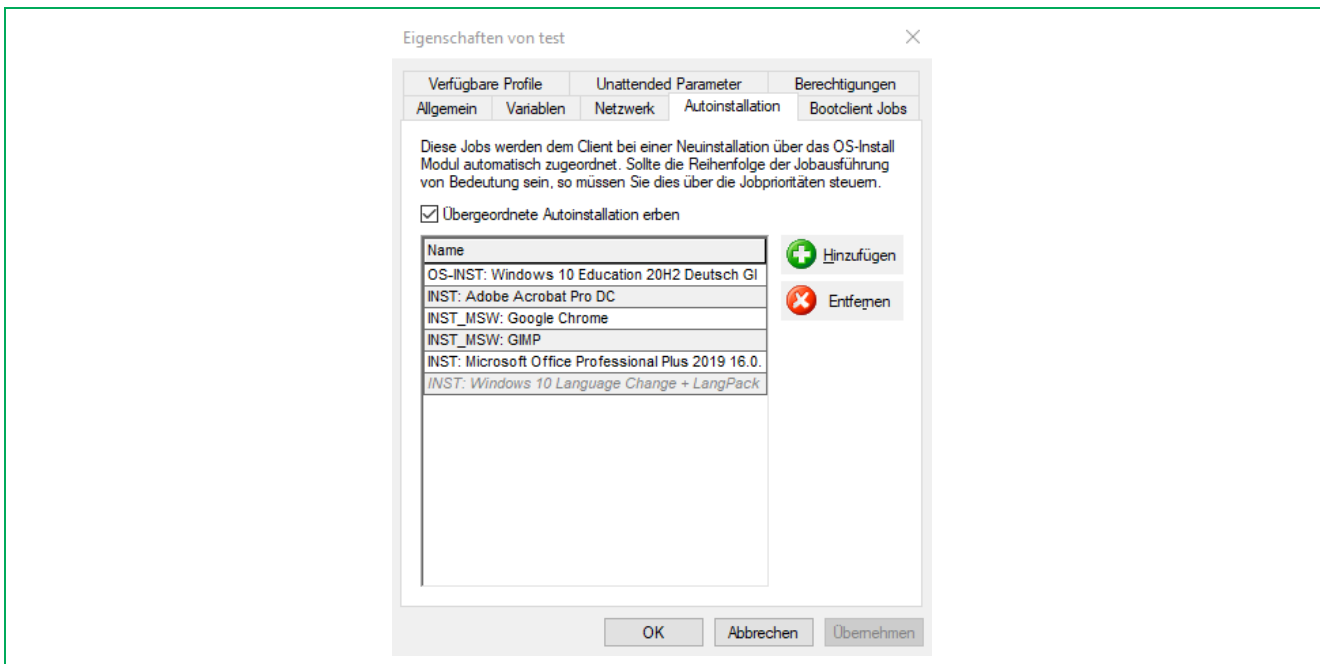 Eigenschaften von test
Verfügbare Profile Unattended Parameter Berechtigungen
Allgemein Variablen Netzwerk Autoinstallation Bootclient Jobs
Diese Jobs werden dem Client bei einer Neuinstallation über das OS-Install
Modul automatisch zugeordnet. Sollte die Reihenfolge der Jobausführung
von Bedeutung sein, so müssen Sie dies über die Jobprioritäten steuern.
Übergeordnete Autoinstallation erben
Name
OS-INST: Windows 10 Education 20H2 Deutsch GI
INST: Adobe Acrobat Pro DC
INST_MSW: Google Chrome
INST_MSW: GIMP
INST: Microsoft Office Professional Plus 2019 16.0.
INST: Windows 10 Language Change + LangPack
Hinzufügen
Entfernen
OK Abbrechen Übernehmen